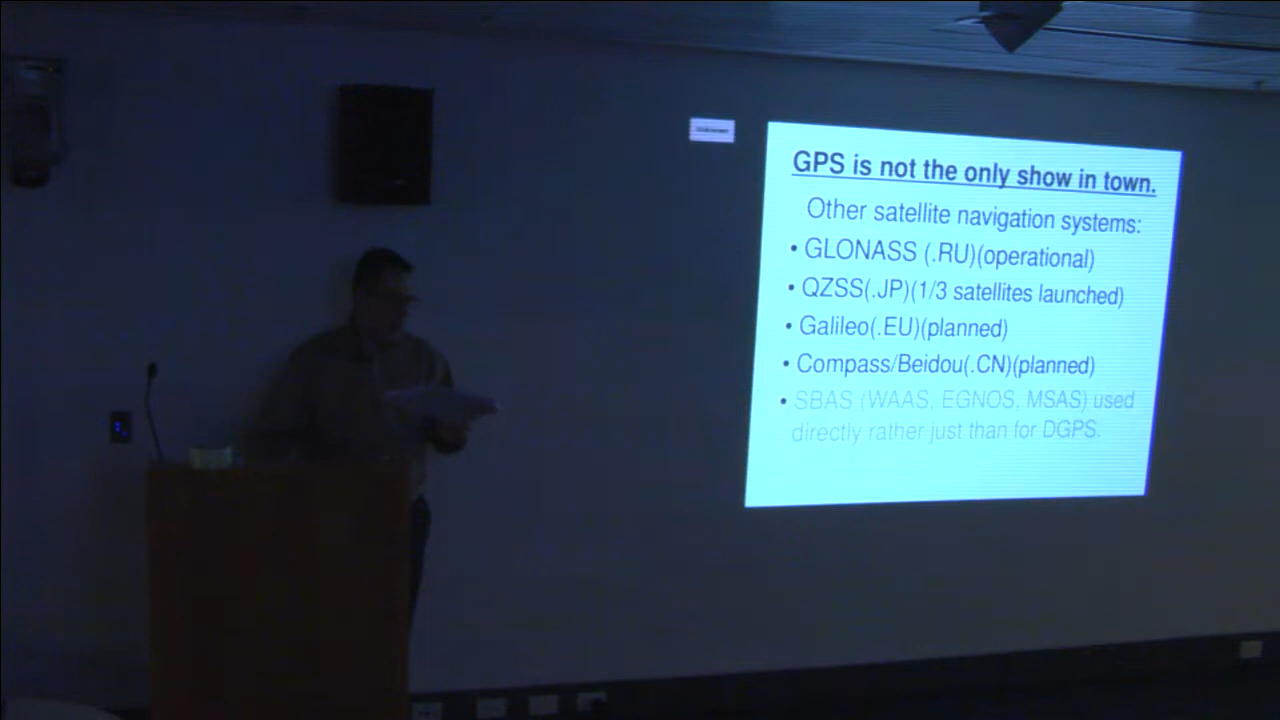 GPS is not the only show in town.
Other satellite navigation systems:
• GLONASS (.RU)(operational)
• QZSS(.JP)(1/3 satellites launched)
• Galileo(.EU)(planned)
• Compass/Beidou(.CN)(planned)
• SBAS (WAAS, EGNOS, MSAS) used
directly rather just than for DGPS.